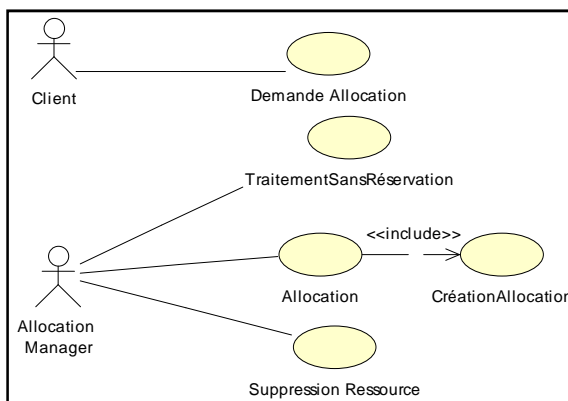 Client
Demande Allocation
TraitementSansRéservation
<<include>>
Allocation
CréationAllocation
Allocation
Manager
Suppression Ressource